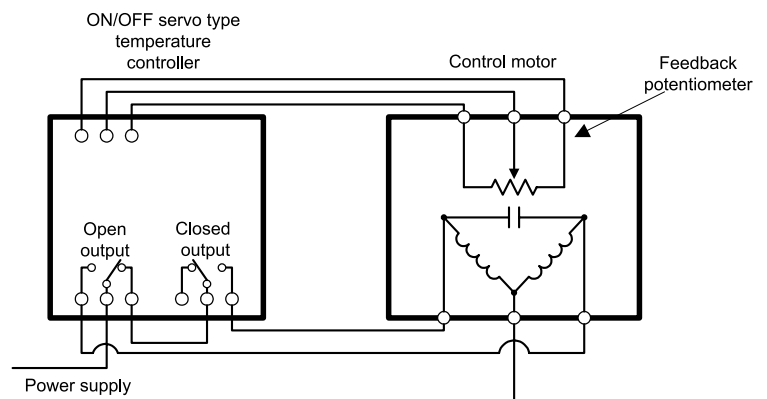 ON/OFF servo type
temperature
controller
Control motor
Feedback
potentiometer
Open
output
Closed
output
Power supply